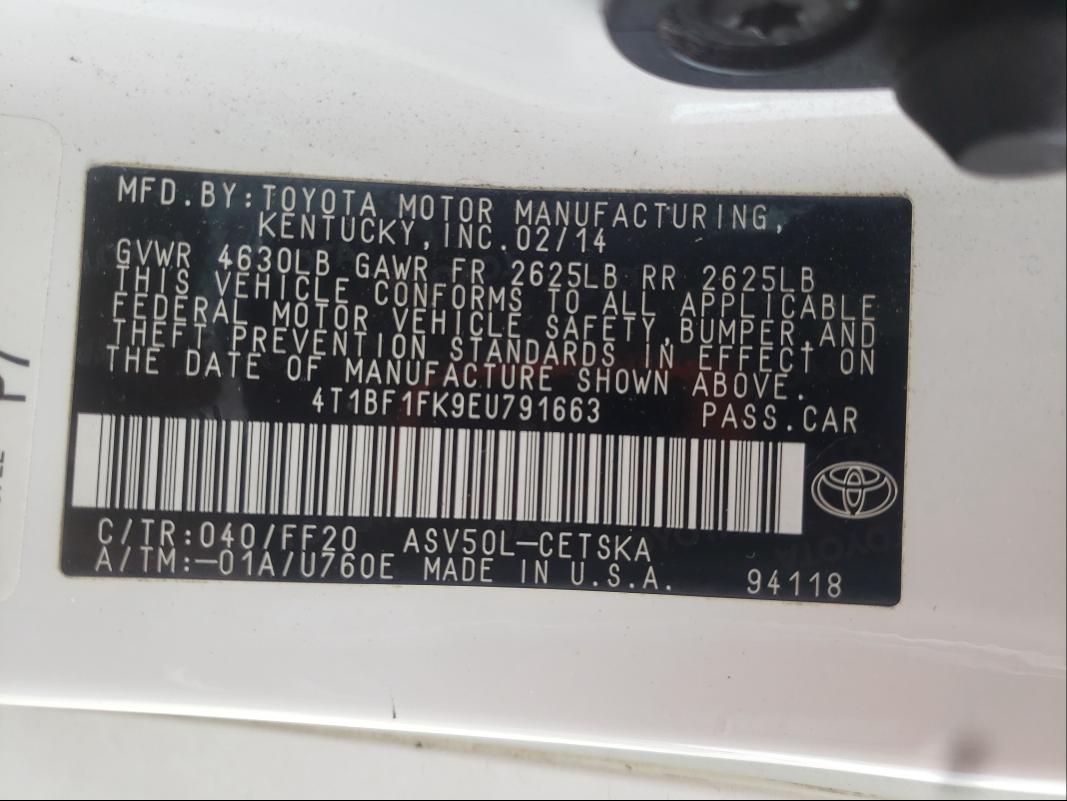 MFD.BY:TOYOTA MOTOR MANUFACTURING,
KENTUCKY, INC.02/14
GVWR 4630LB GAWR FR 2625LB RR 2625LB
THIS VEHICLE CONFORMS TO ALL APPLICABLE
FEDERAL MOTOR VEHICLE SAFETY,BUMPER,AND
THEFT PREVENTION STANDARDS IN EFFECT ON
THE DATE OF MANUFACTURE SHOWN ABOVE.
4T1BF1FK9EU791663 PASS.CAR
C/TR:040/FF20 ASV50L-CETSKA
A/TM:-01A/U760E MADE IN U.S.A. 94118
P7